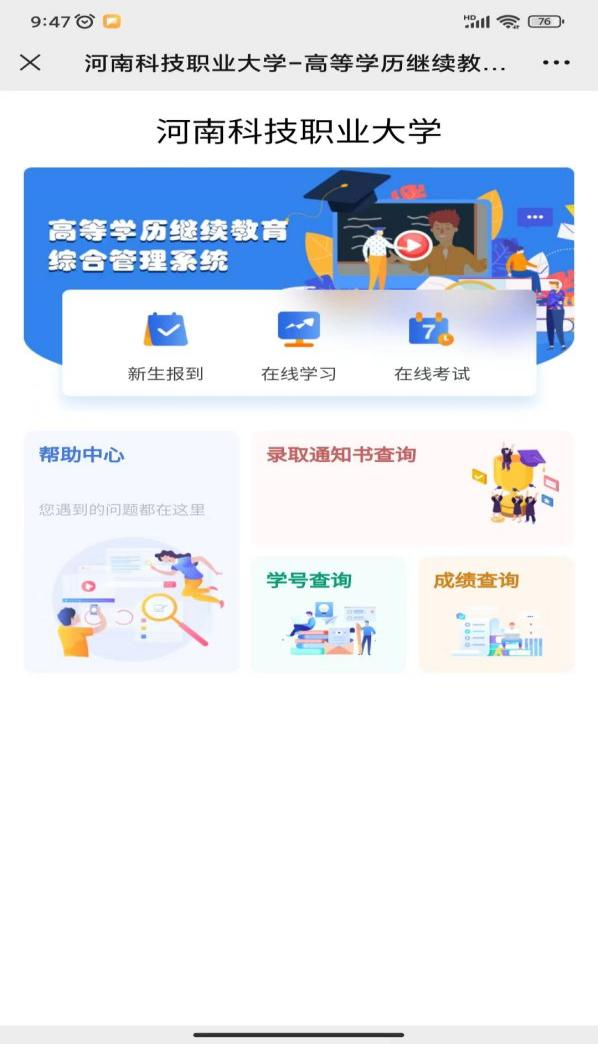 9:47
HD
76
河南科技职业大学-高等学历继续教...
河南科技职业大学
高等学历继续教育
综合管理系统
7
新生报到
在线学习
在线考试
帮助中心
您遇到的问题都在这里
录取通知书查询
学号查询
成绩查询